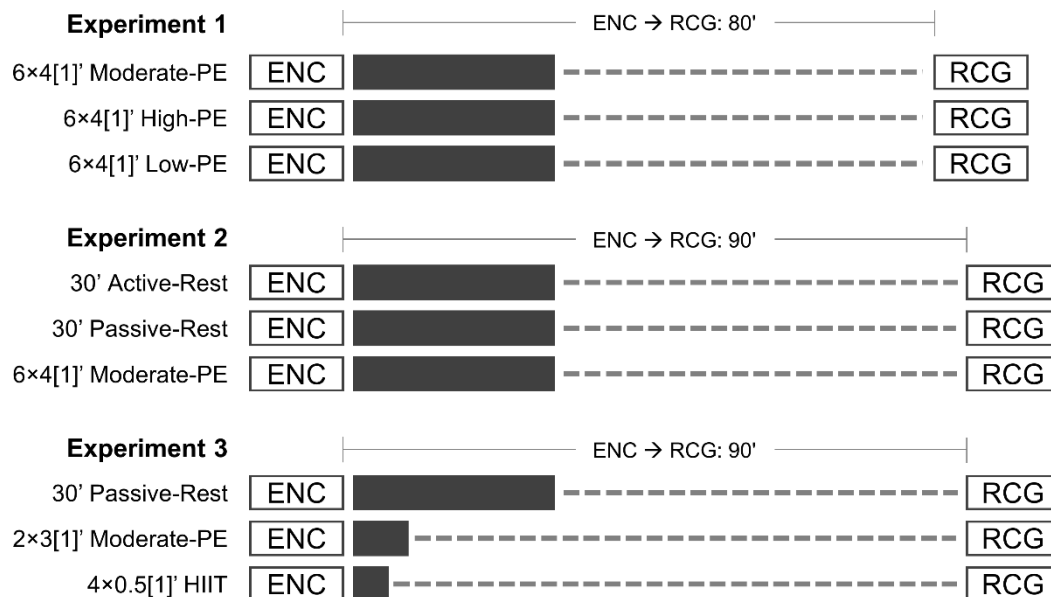 Experiment 1 ENC → RCG: 80'
6×4[1]’ Moderate-PE ENC RCG
6×4[1]’ High-PE ENC RCG
6×4[1]’ Low-PE ENC RCG
Experiment 2 ENC → RCG: 90'
30’ Active-Rest ENC RCG
30’ Passive-Rest ENC RCG
6×4[1]’ Moderate-PE ENC RCG
Experiment 3 ENC → RCG: 90'
30’ Passive-Rest ENC RCG
2×3[1]’ Moderate-PE ENC RCG
4×0.5[1]’ HIIT ENC RCG